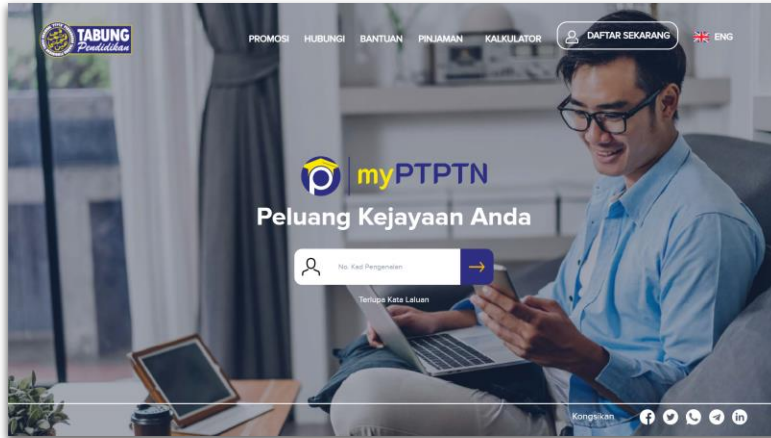 TABUNG
Pendidikan
PROMOSI HUBUNGI BANTUAN PINJAMAN KALKULATOR DAFTAR SEKARANG ENG
myPTPTN
Peluang Kejayaan Anda
No. Kad Pengenalan
Terlupa Kata Laluan
Kongsikan